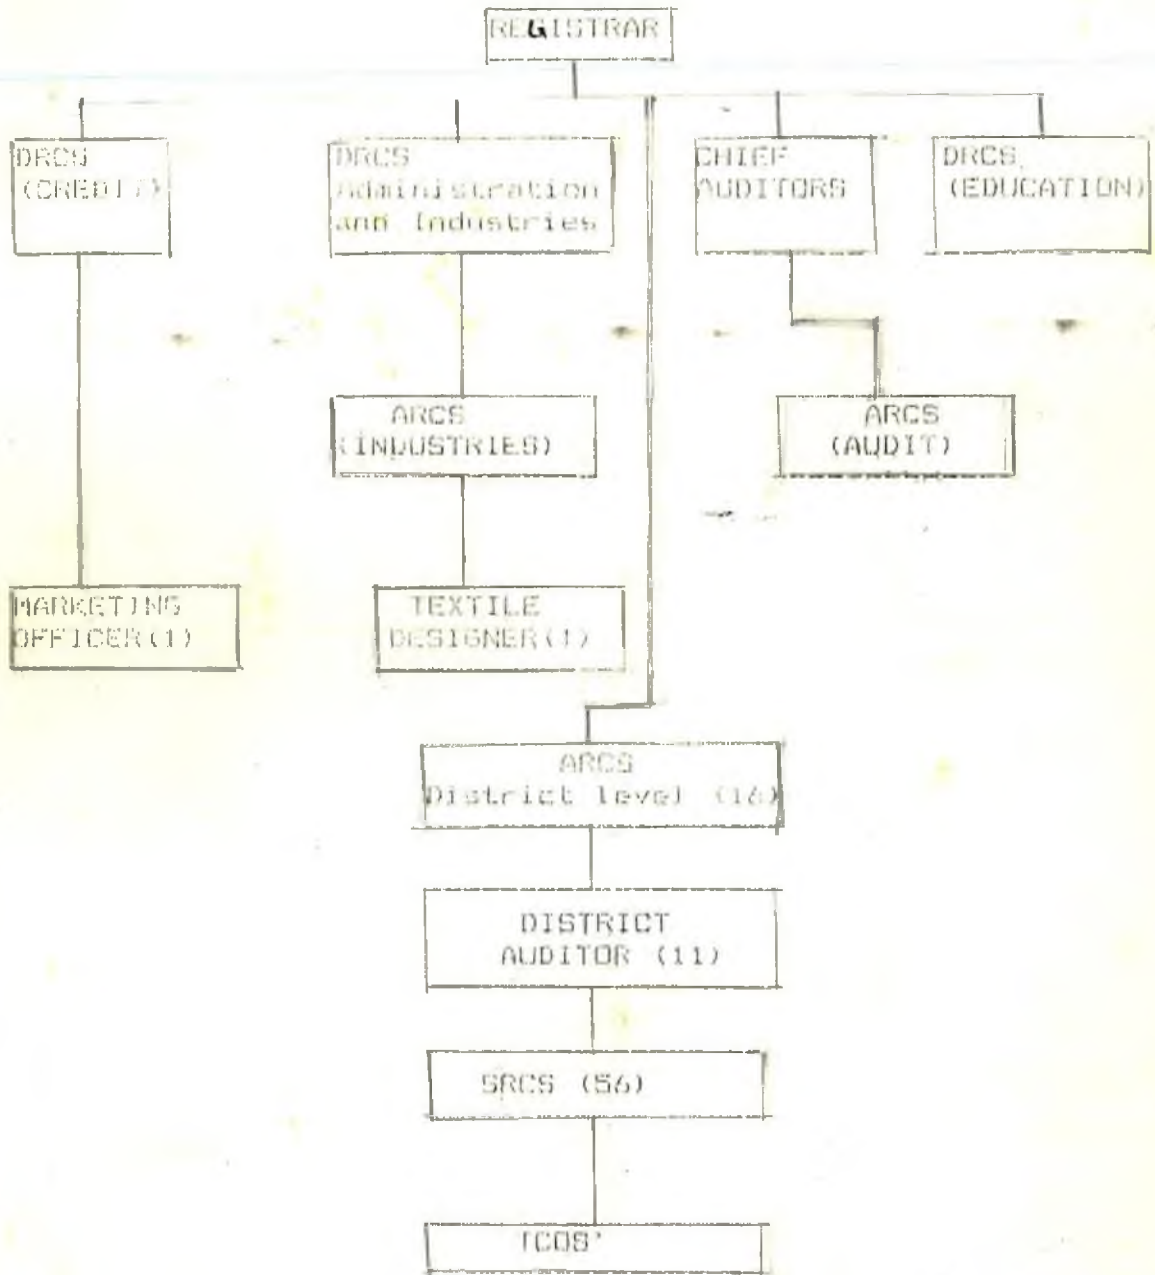 REGISTRAR
DRCS
(CREDIT)
DRCS
Administration
and Industries
CHIEF
AUDITORS
DRCS.
(EDUCATION)
ARCS
(INDUSTRIES)
ARCS
(AUDIT)
MARKETING
OFFICER(1)
TEXTILE
DESIGNER(1)
ARCS
District level (16)
DISTRICT
AUDITOR (11)
SRCS (56)